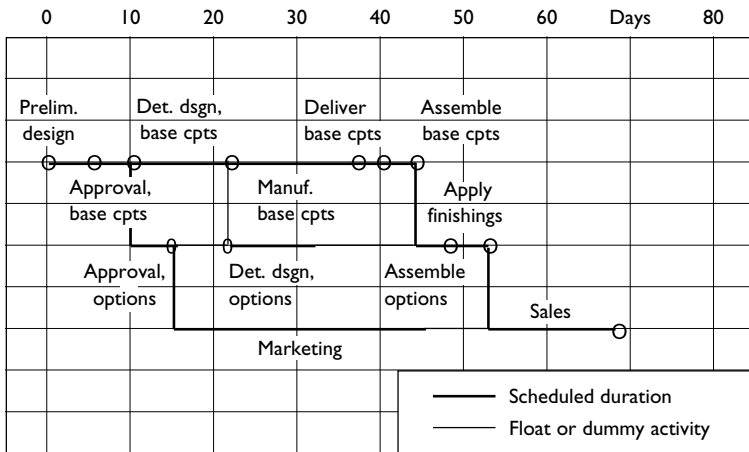 0 10 20 30 40 50 60 Days 80
Prelim. Det. dsgn, Deliver Assemble
design base cpts base cpts base cpts
Approval, Manuf. Apply
base cpts base cpts finishings
Approval, Det. dsgn, Assemble
options options options
Sales
Marketing
Scheduled duration
Float or dummy activity